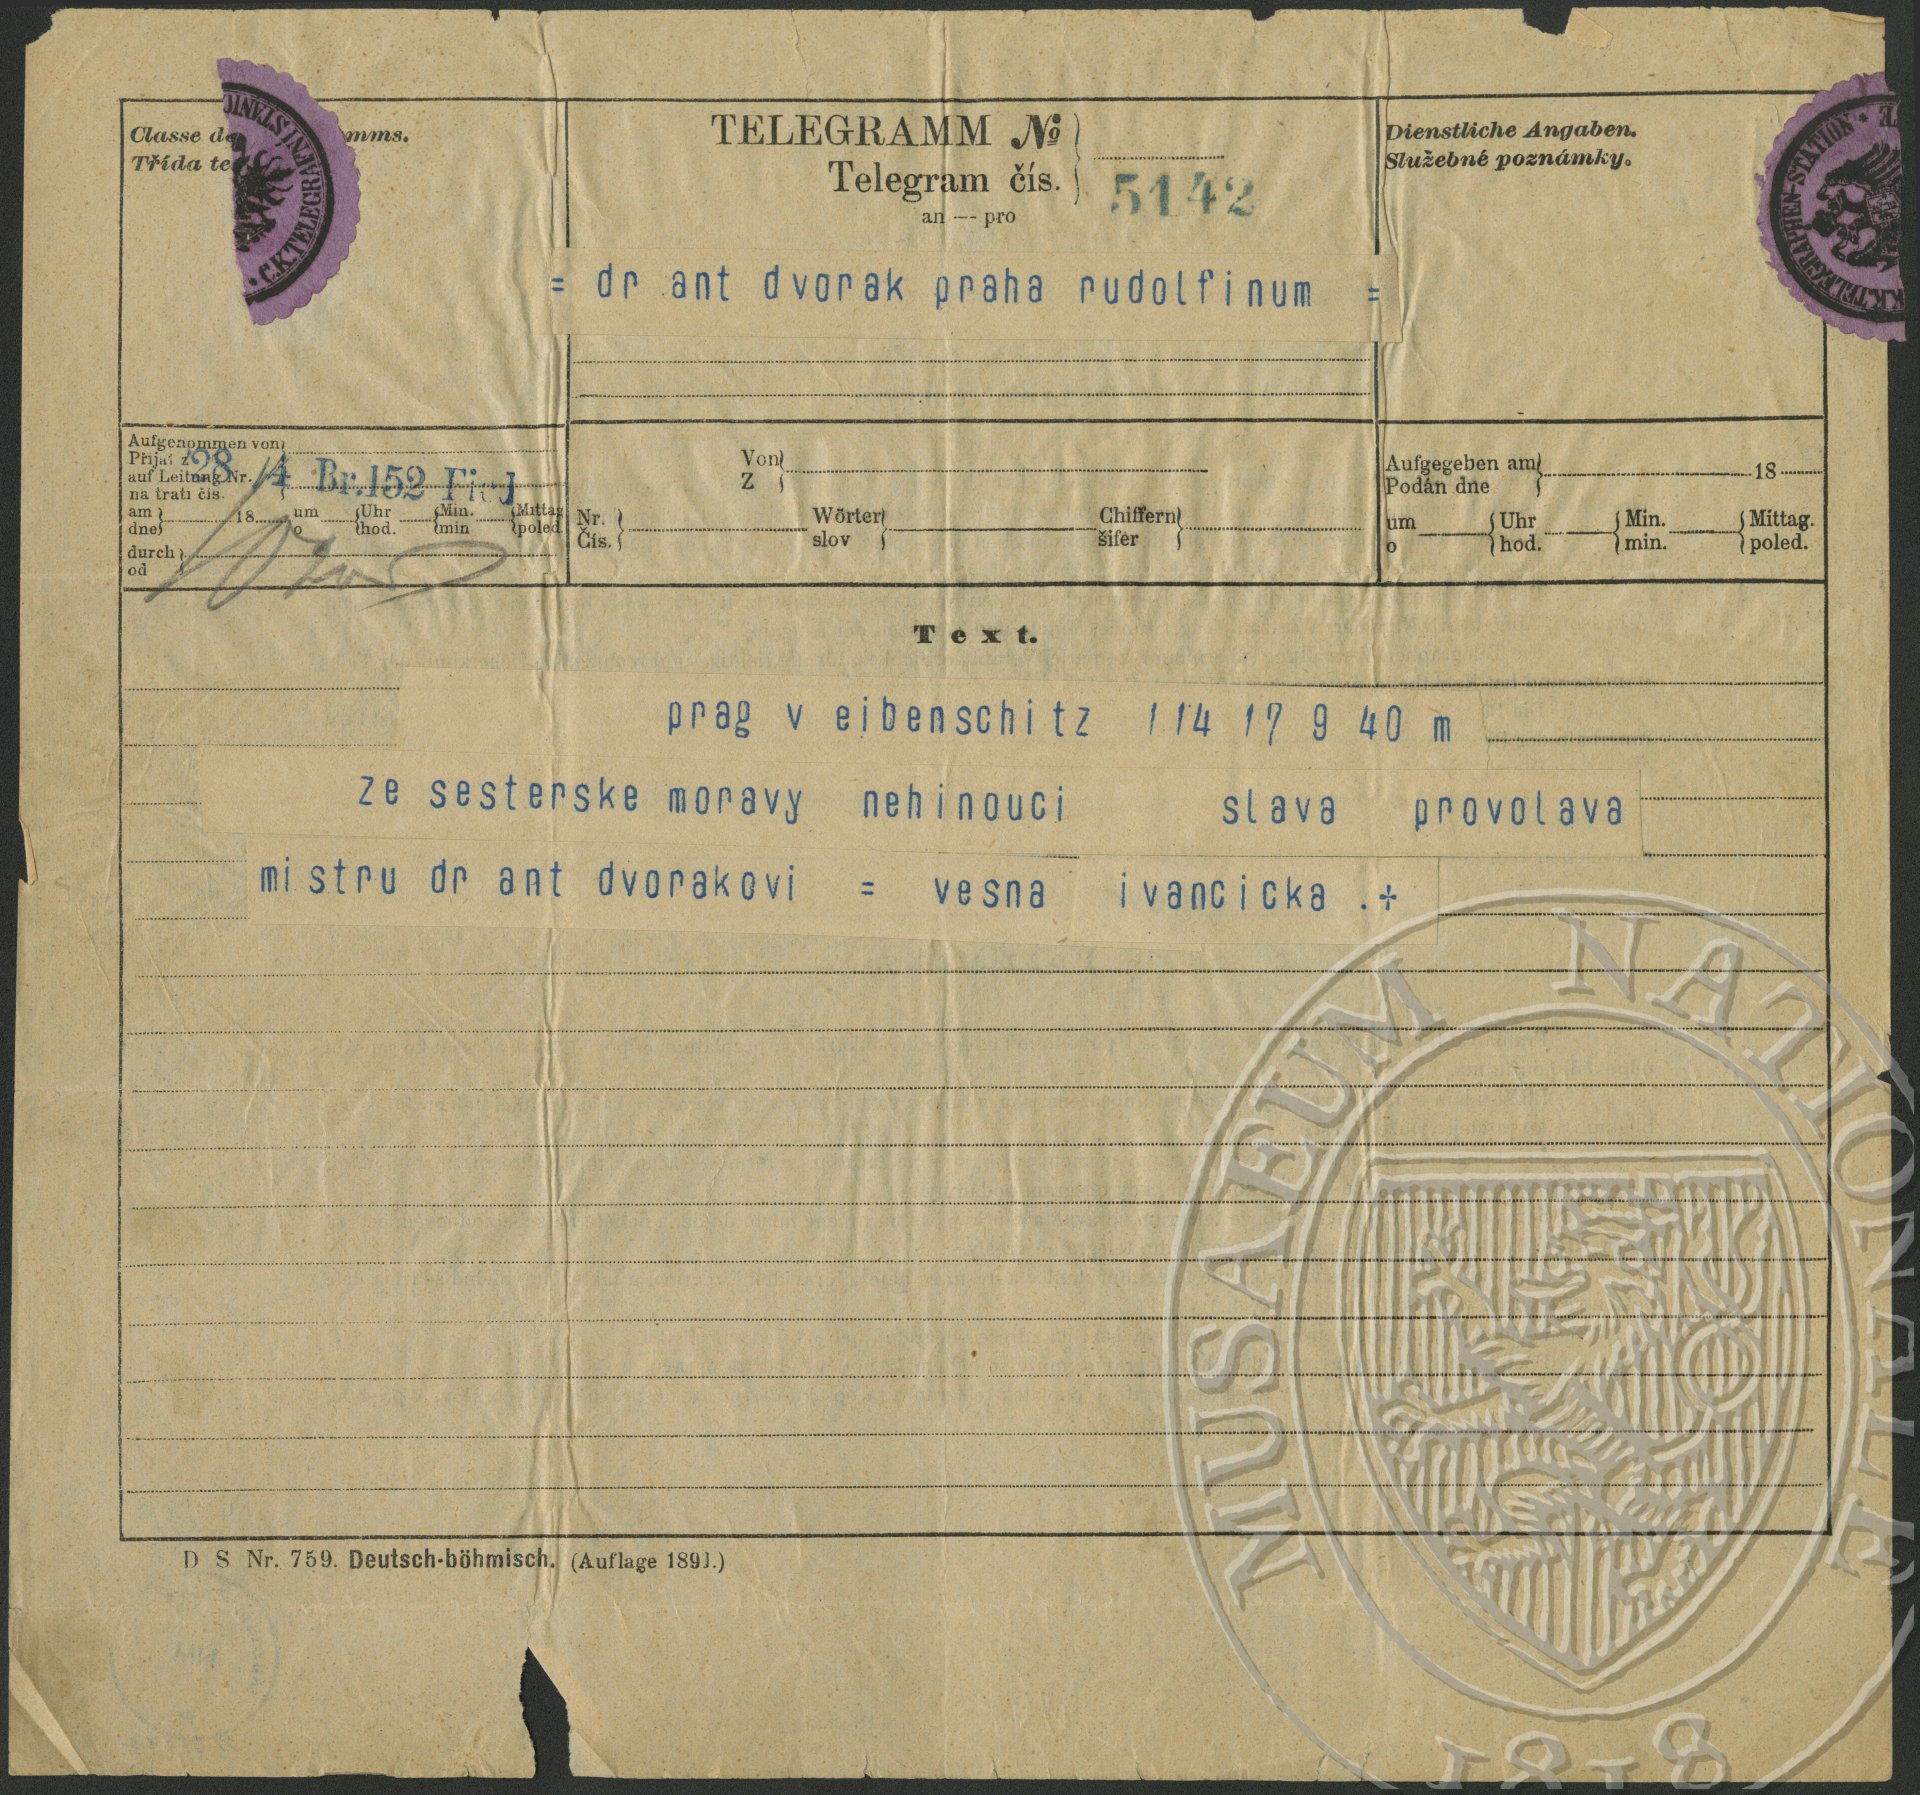 Classe de mms.
Třída te
TELEGRAMM №
Telegram čís.
5142
an — pro
Dienstliche Angaben.
Služebné poznámky.
C.K.TELEGRAFNÍ STANIC
K.K.TELEGRAPHEN-STATION
= dr ant dvorak praha rudolfinum =
Aufgenommen von
Přijat z
auf Leitung Nr.
na trati čís.
28/4 Br.152
am 18 um Uhr Min. Mittag
dne o hod. min poled.
durch
od
Von
Z
Nr. Wörter Chiffern
Čís. slov šifer
Aufgegeben am 18
Podán dne
um Uhr Min. Mittag.
o hod. min. poled.
Text.
prag v eibenschitz 114 17 9 40 m
ze sesterske moravy nehinouci slava provolava
mistru dr ant dvorakovi = vesna ivancicka .+
D S Nr. 759. Deutsch-böhmisch. (Auflage 1891.)
MUSAEUM NATIONALE
1818